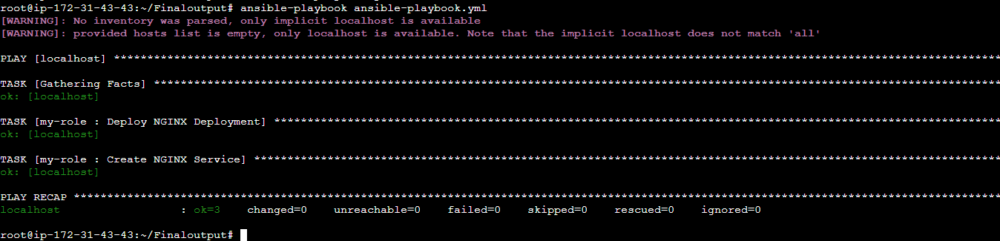 root@ip-172-31-43-43:~/Finaloutput# ansible-playbook ansible-playbook.yml
[WARNING]: No inventory was parsed, only implicit localhost is available
[WARNING]: provided hosts list is empty, only localhost is available. Note that the implicit localhost does not match 'all'
PLAY [localhost] *************************************************************************************************************************************
TASK [Gathering Facts] *******************************************************************************************************************************
ok: [localhost]
TASK [my-role : Deploy NGINX Deployment] *************************************************************************************************************
ok: [localhost]
TASK [my-role : Create NGINX Service] ****************************************************************************************************************
ok: [localhost]
PLAY RECAP *******************************************************************************************************************************************
localhost                  : ok=3    changed=0    unreachable=0    failed=0    skipped=0    rescued=0    ignored=0
root@ip-172-31-43-43:~/Finaloutput#